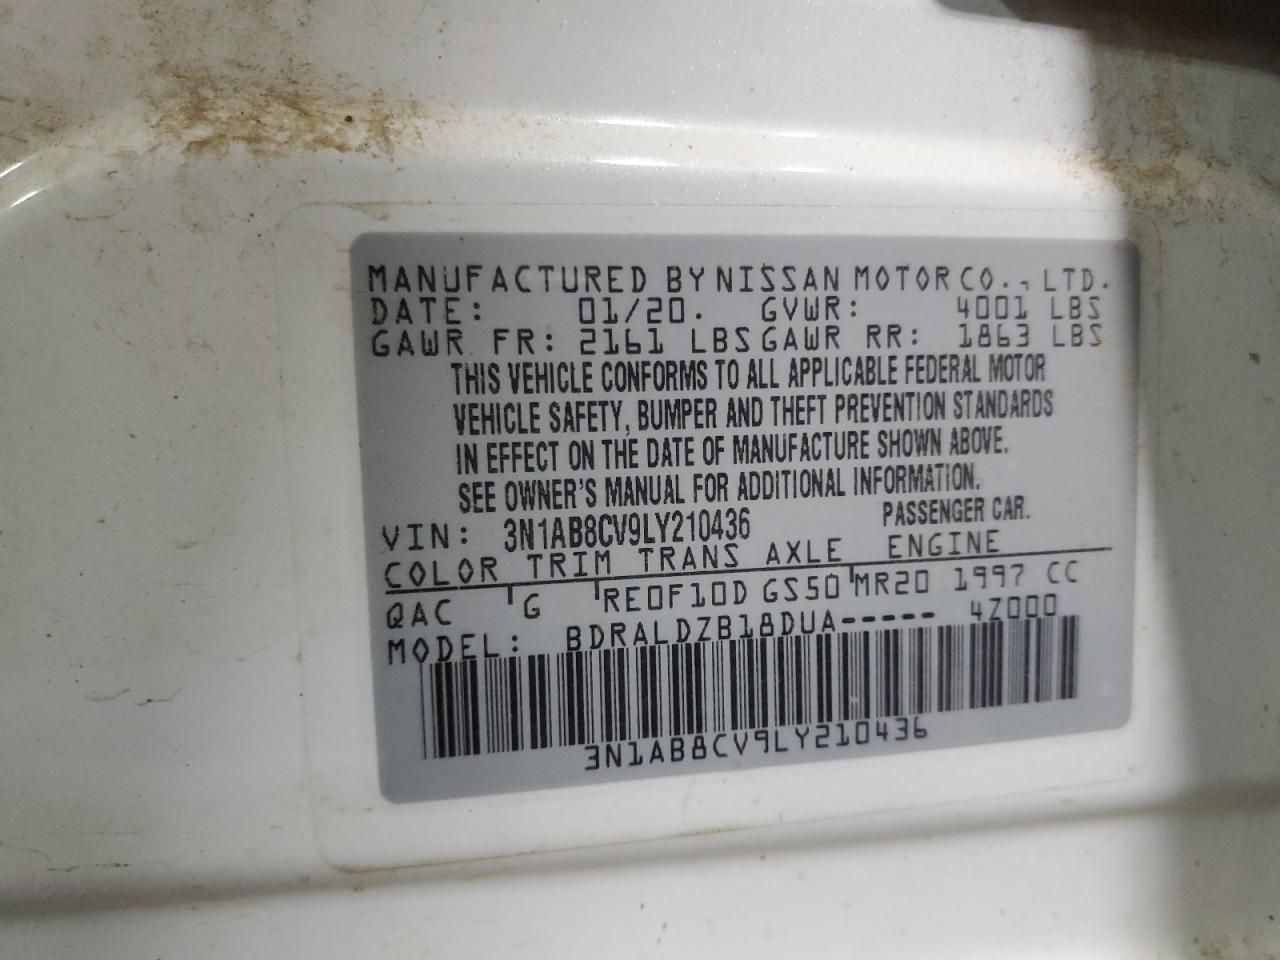 MANUFACTURED BY NISSAN MOTOR CO., LTD.
DATE: 01/20. GVWR: 4001 LBS
GAWR FR: 2161 LBS GAWR RR: 1863 LBS
THIS VEHICLE CONFORMS TO ALL APPLICABLE FEDERAL MOTOR
VEHICLE SAFETY, BUMPER AND THEFT PREVENTION STANDARDS
IN EFFECT ON THE DATE OF MANUFACTURE SHOWN ABOVE.
SEE OWNER'S MANUAL FOR ADDITIONAL INFORMATION.
VIN: 3N1AB8CV9LY210436 PASSENGER CAR.
COLOR TRIM TRANS AXLE ENGINE
QAC G RE0F10D GS50 MR20 1997 CC
MODEL: BDRALDZB18DUA----- 4Z000
3N1AB8CV9LY210436